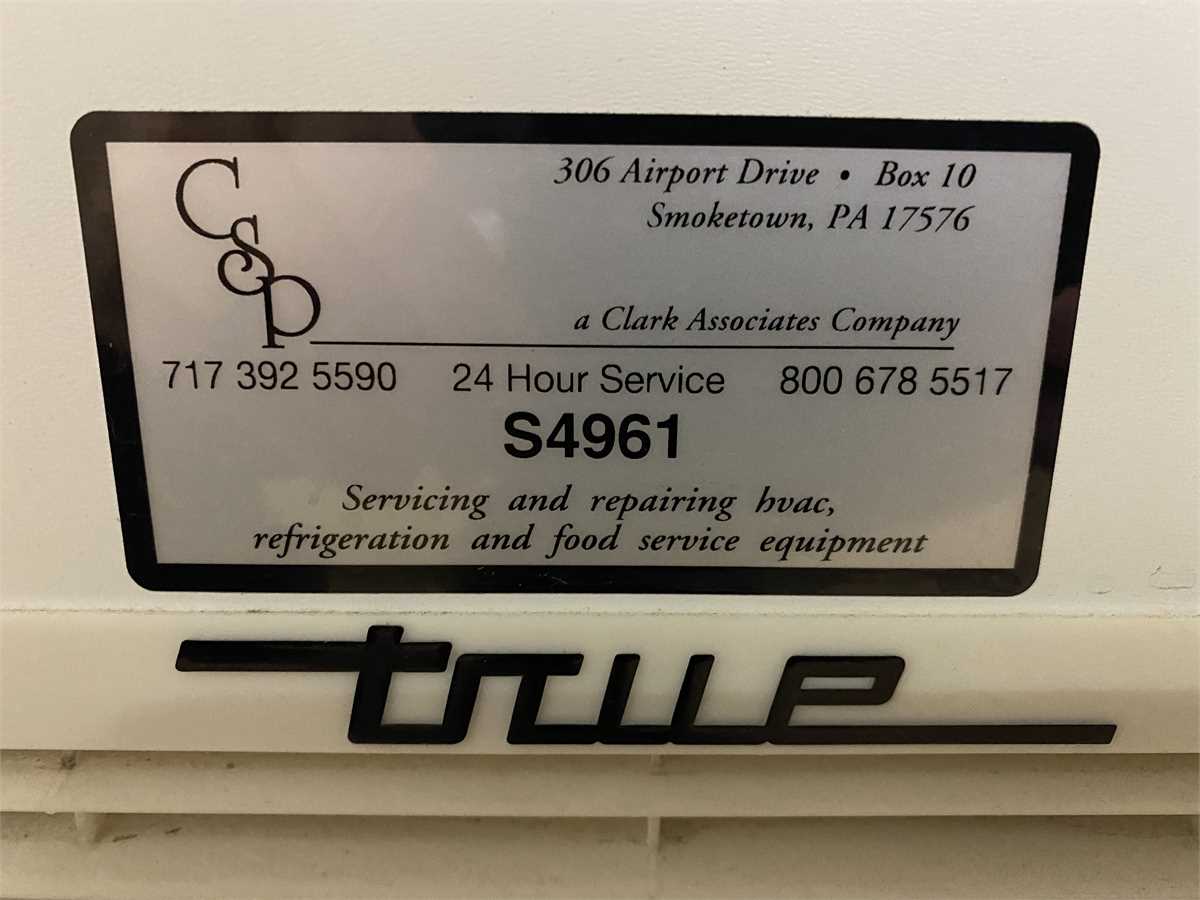 CSP
306 Airport Drive • Box 10
Smoketown, PA 17576
a Clark Associates Company
717 392 5590 24 Hour Service 800 678 5517
S4961
Servicing and repairing hvac,
refrigeration and food service equipment
true